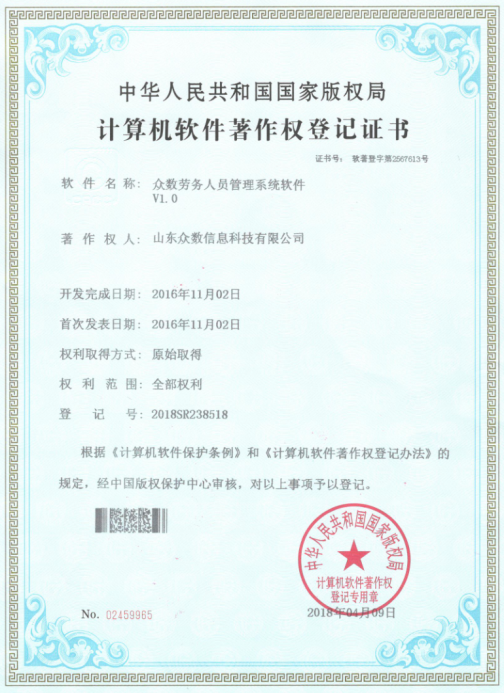 中华人民共和国国家版权局
计算机软件著作权登记证书
证书号: 软著登字第2567613号
软件名称: 众数劳务人员管理系统软件
V1.0
著作权人: 山东众数信息科技有限公司
开发完成日期: 2016年11月02日
首次发表日期: 2016年11月02日
权利取得方式: 原始取得
权利范围: 全部权利
登记号: 2018SR238518
根据《计算机软件保护条例》和《计算机软件著作权登记办法》的
规定,经中国版权保护中心审核,对以上事项予以登记。
中华人民共和国国家版权局
计算机软件著作权
登记专用章
No. 02459965
2018年04月09日